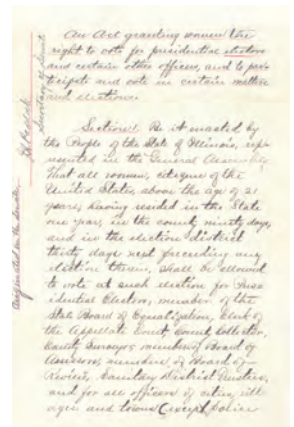 An Act granting women the
right to vote for presidential electors
and certain other officers, and to par-
ticipate and vote in certain matters
and elections.
Section 1. Be it enacted by
the People of the State of Illinois, rep-
resented in the General Assembly:
That all women, citizens of the
United States, above the age of 21
years, having resided in the State
one year, in the county ninety days,
and in the election district
thirty days next preceding any
election therein, shall be allowed
to vote at such election for Pres-
idential Electors, member of the
State Board of Equalization, Clerk of
the Appellate Court, County Collector,
County Surveyor, members of Board of
Assessors, members of Board of
Review, Sanitary District Trustees,
and for all officers of cities, vill-
ages and towns (except police
Originated in the Senate
Secretary of Senate